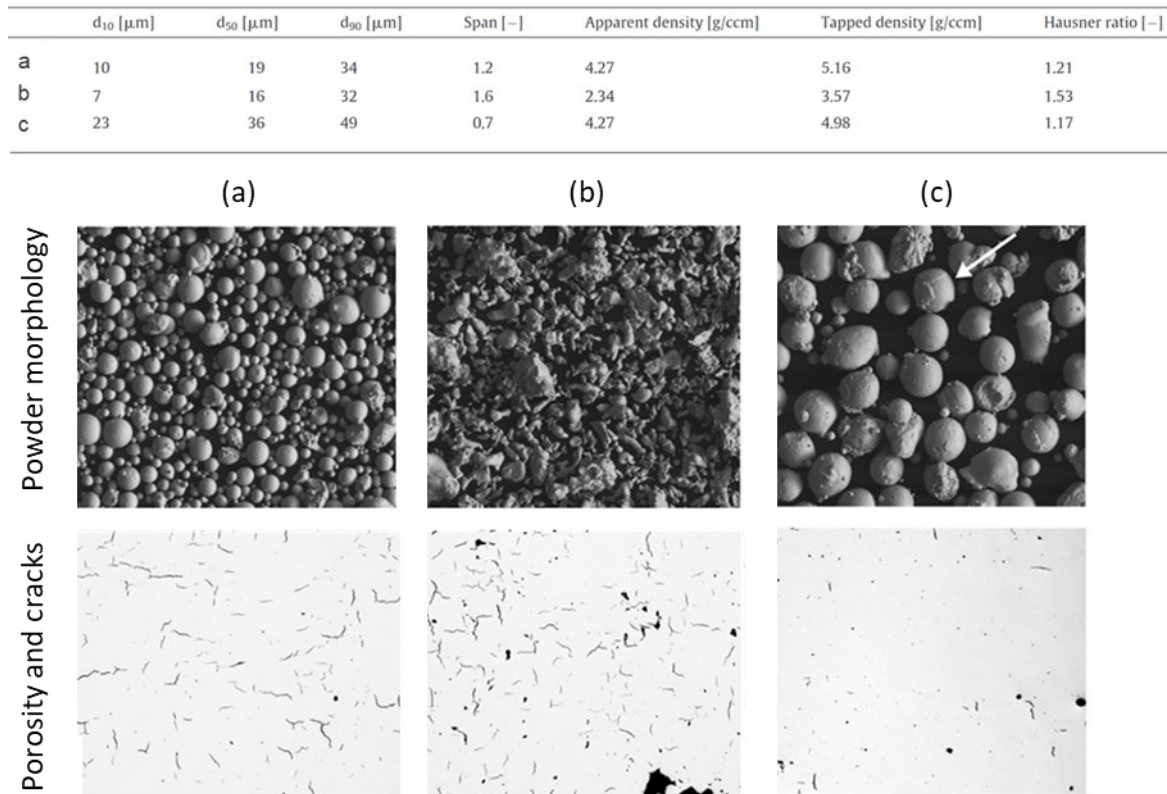 d₁₀ [μm] d₅₀ [μm] d₉₀ [μm] Span [−] Apparent density [g/ccm] Tapped density [g/ccm] Hausner ratio [−]
a 10 19 34 1.2 4.27 5.16 1.21
b 7 16 32 1.6 2.34 3.57 1.53
c 23 36 49 0.7 4.27 4.98 1.17
(a) (b) (c)
Powder morphology
Porosity and cracks